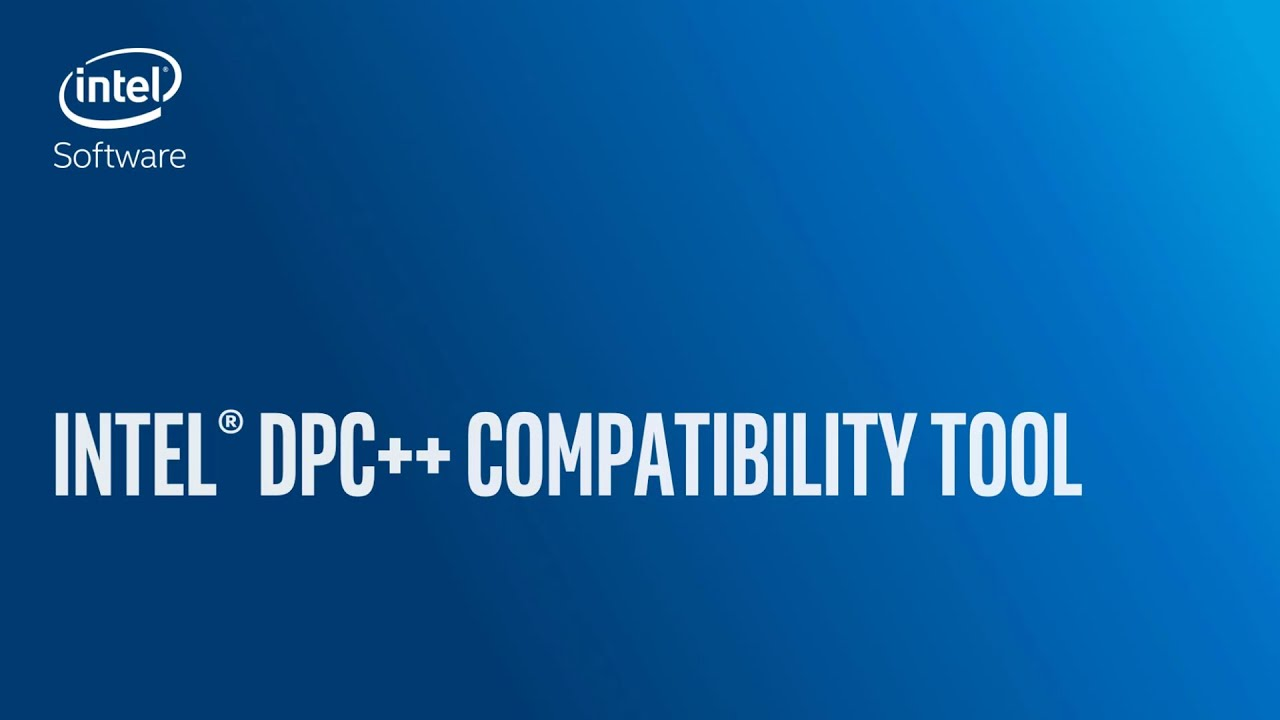 intel®
Software
INTEL® DPC++ COMPATIBILITY TOOL